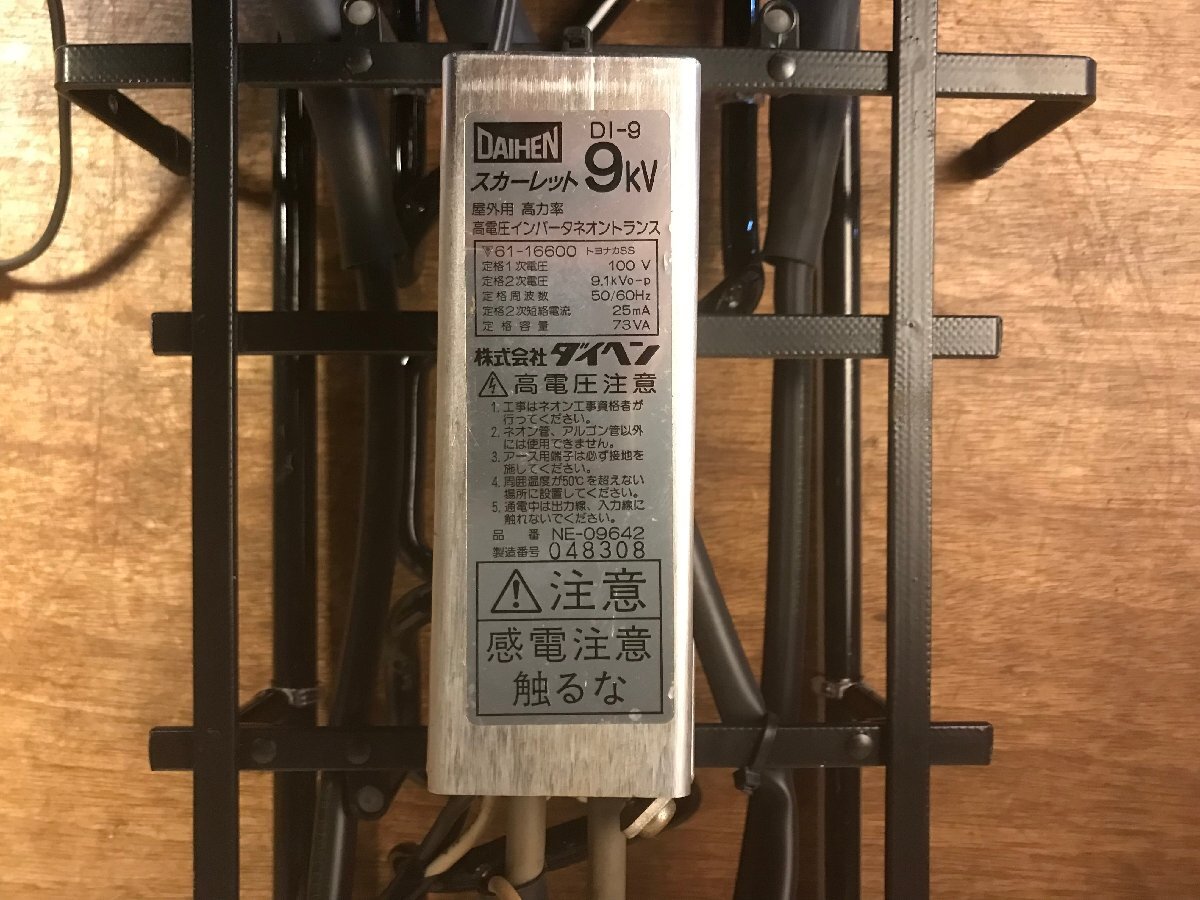 DAIHEN
DI-9
スカーレット 9kV
屋外用 高力率
高電圧インバータネオントランス
〒61-16600 トヨナカSS
定格1次電圧 100 V
定格2次電圧 9.1kVo-p
定格周波数 50/60Hz
定格2次短絡電流 25mA
定格容量 73VA
株式会社 ダイヘン
高電圧注意
1. 工事はネオン工事資格者が
行ってください。
2. ネオン管、アルゴン管以外
には使用できません。
3. アース用端子は必ず接地を
施してください。
4. 周囲温度が50℃を超えない
場所に設置してください。
5. 通電中は出力線、入力線に
触れないでください。
品番 NE-09642
製造番号 048308
注意
感電注意
触るな